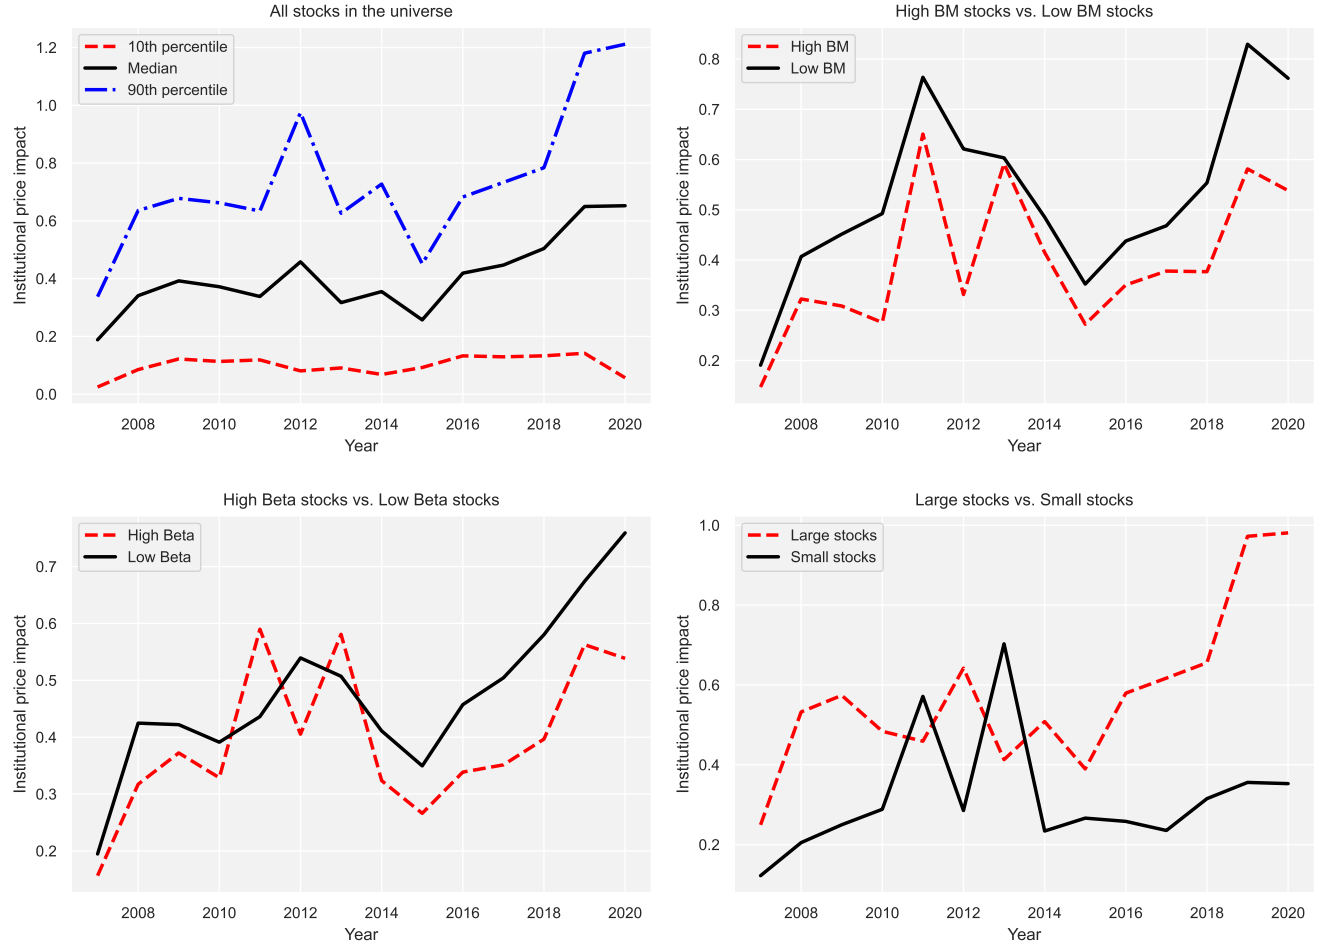 All stocks in the universe
10th percentile
Median
90th percentile
Institutional price impact
1.2
1.0
0.8
0.6
0.4
0.2
0.0
2008 2010 2012 2014 2016 2018 2020
Year
High BM stocks vs. Low BM stocks
High BM
Low BM
Institutional price impact
0.8
0.7
0.6
0.5
0.4
0.3
0.2
2008 2010 2012 2014 2016 2018 2020
Year
High Beta stocks vs. Low Beta stocks
High Beta
Low Beta
Institutional price impact
0.7
0.6
0.5
0.4
0.3
0.2
2008 2010 2012 2014 2016 2018 2020
Year
Large stocks vs. Small stocks
Large stocks
Small stocks
Institutional price impact
1.0
0.8
0.6
0.4
0.2
2008 2010 2012 2014 2016 2018 2020
Year